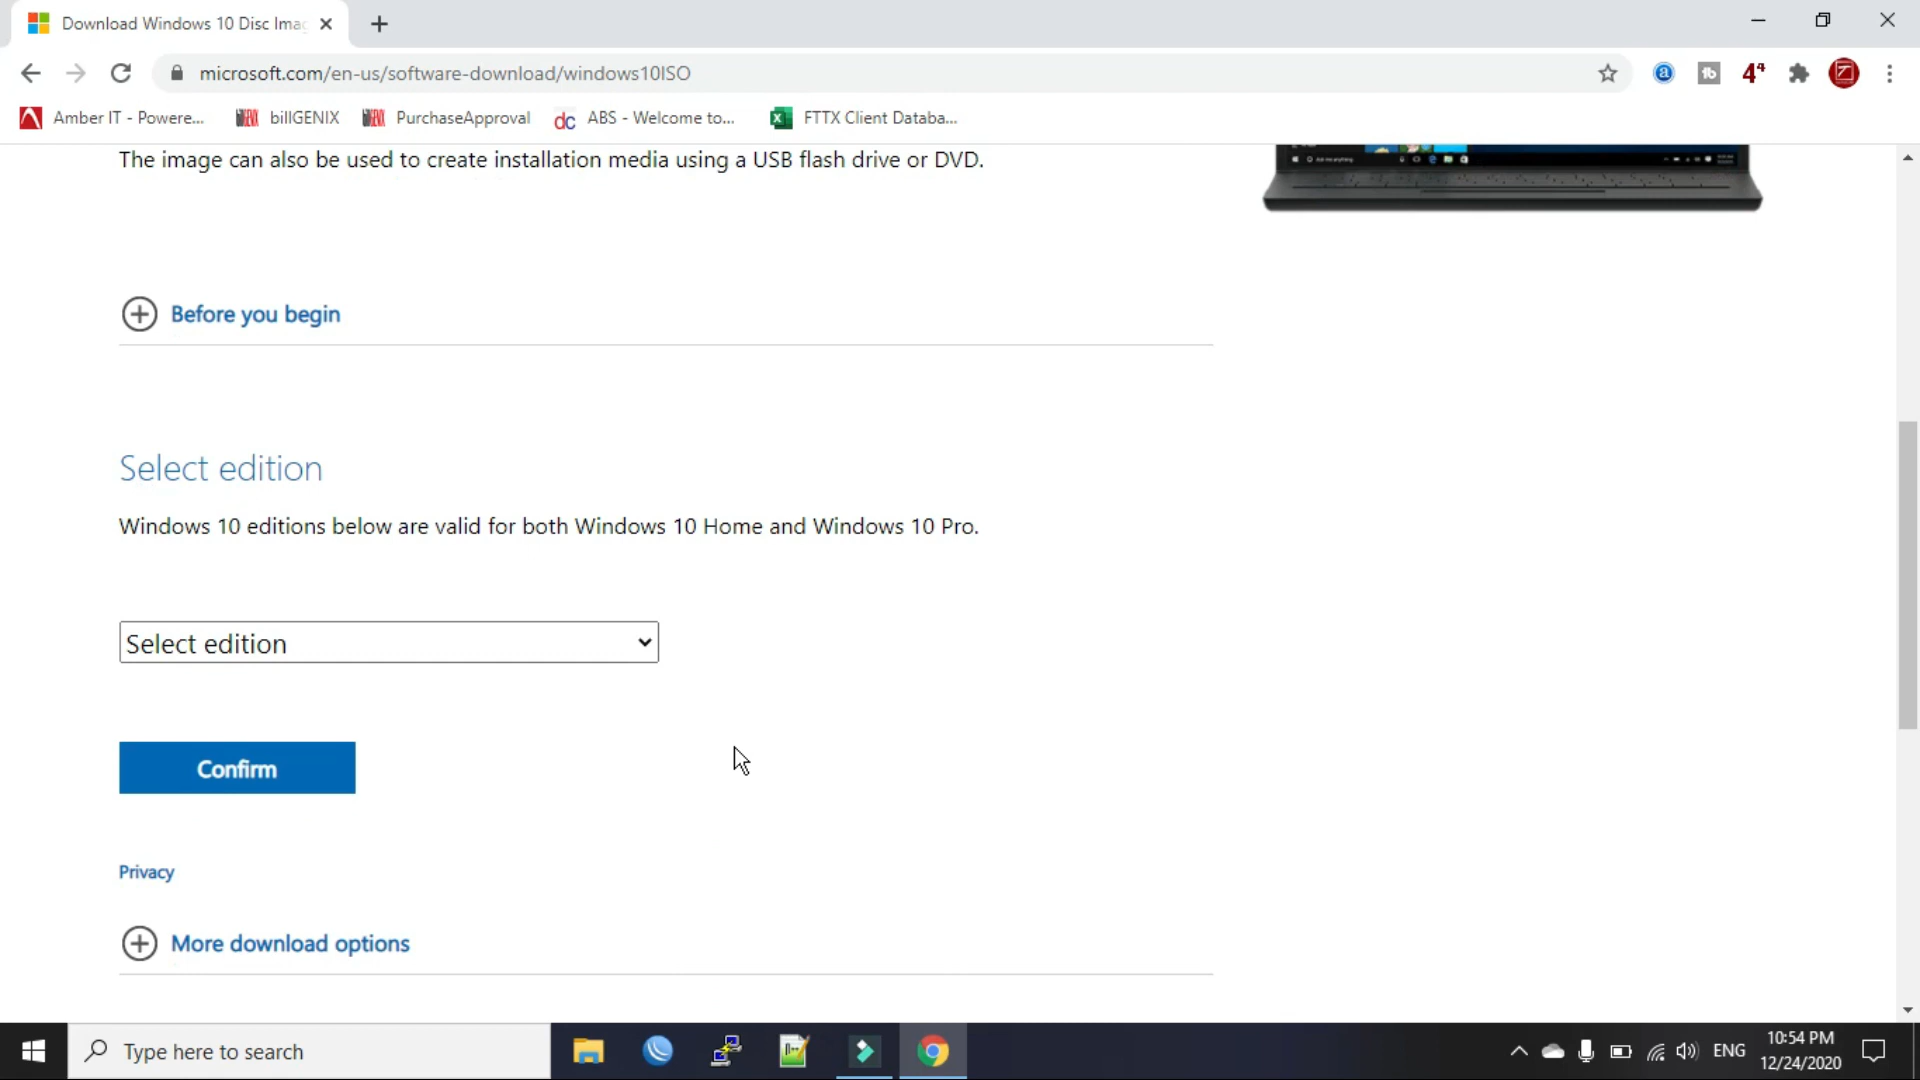 Download Windows 10 Disc Imag
microsoft.com/en-us/software-download/windows10ISO
Amber IT - Powere...
billGENIX
PurchaseApproval
dc ABS - Welcome to...
FTTX Client Databa...
The image can also be used to create installation media using a USB flash drive or DVD.
Before you begin
Select edition
Windows 10 editions below are valid for both Windows 10 Home and Windows 10 Pro.
Select edition
Confirm
Privacy
More download options
Type here to search
ENG
10:54 PM
12/24/2020